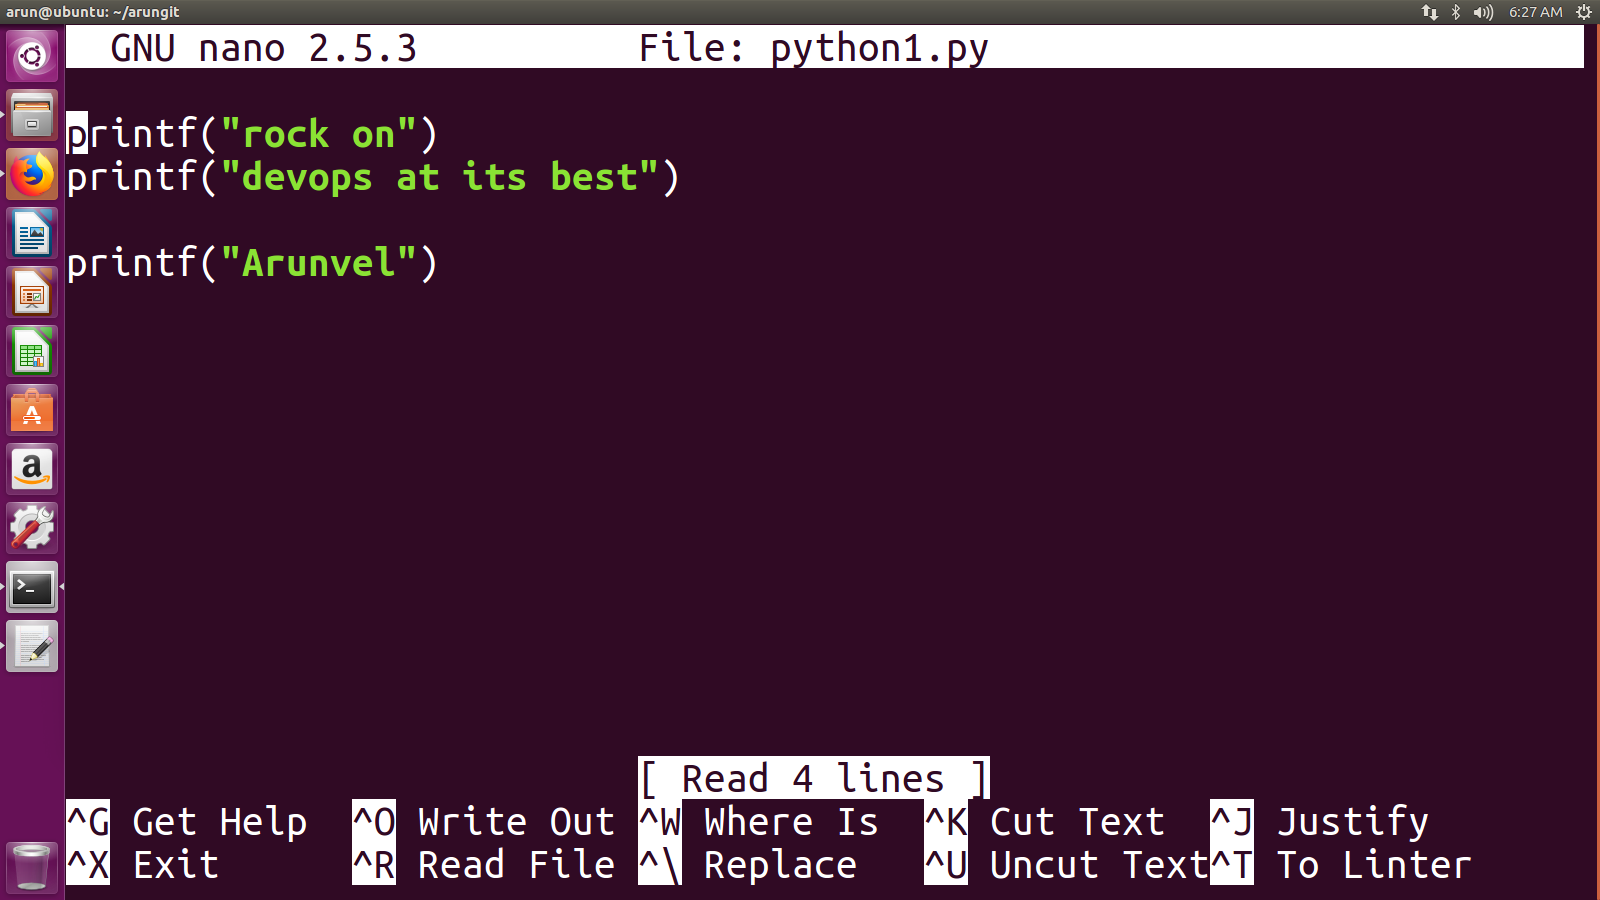 arun@ubuntu: ~/arungit
6:27 AM
GNU nano 2.5.3 File: python1.py
printf("rock on")
printf("devops at its best")
printf("Arunvel")
[ Read 4 lines ]
^G Get Help ^O Write Out ^W Where Is ^K Cut Text ^J Justify
^X Exit ^R Read File ^\ Replace ^U Uncut Text ^T To Linter